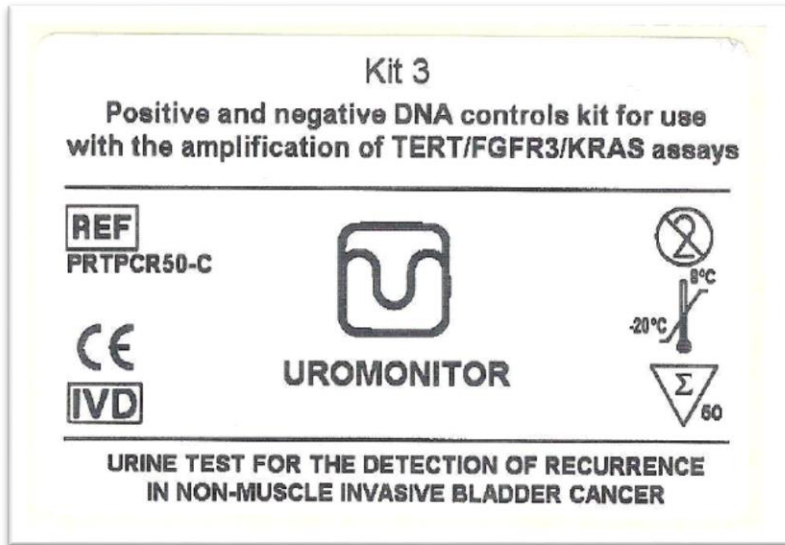 Kit 3
Positive and negative DNA controls kit for use
with the amplification of TERT/FGFR3/KRAS assays
REF
PRTPCR50-C
2
8°C
-20°C
CE
IVD
UROMONITOR
Σ
50
URINE TEST FOR THE DETECTION OF RECURRENCE
IN NON-MUSCLE INVASIVE BLADDER CANCER